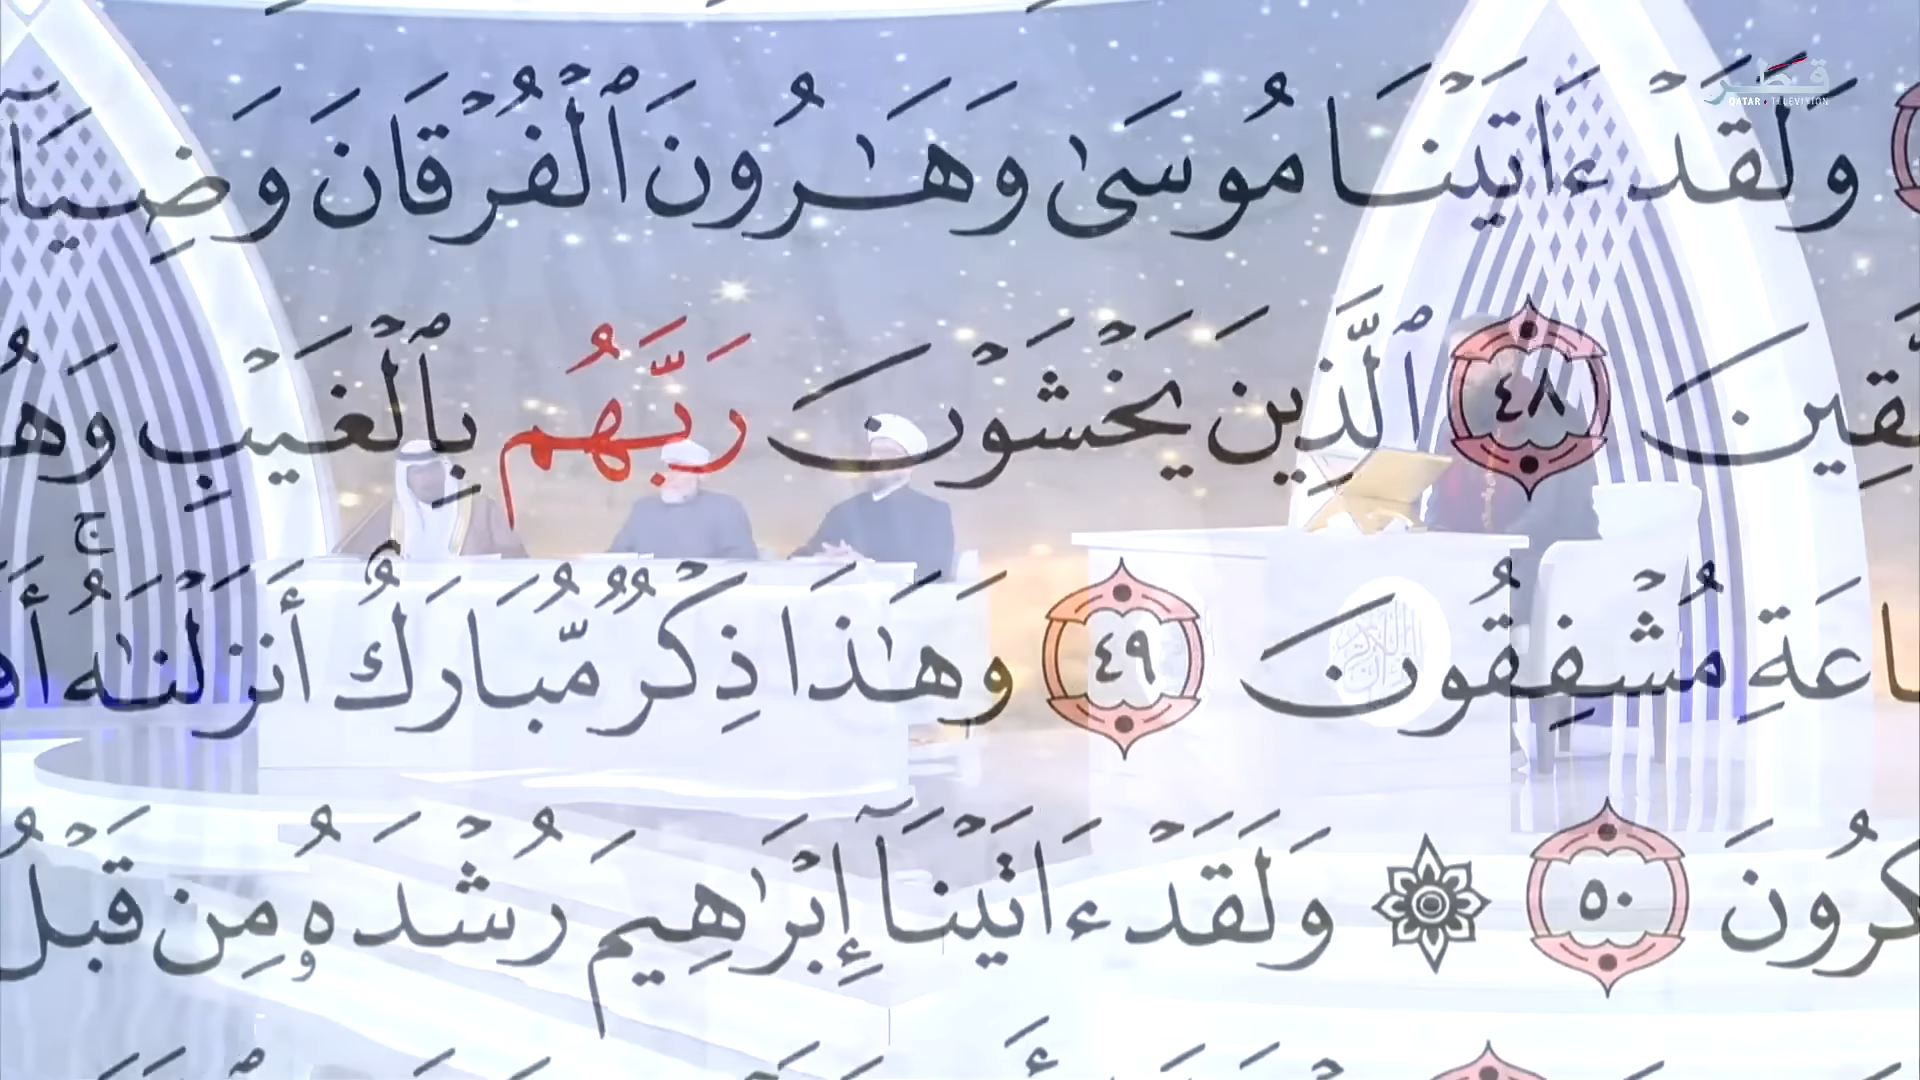 قطر
QATAR TELEVISION
وَلَقَدْ ءَاتَيْنَا مُوسَىٰ وَهَـٰرُونَ ٱلْفُرْقَانَ وَضِيَآءً
ٱلَّذِينَ يَخْشَوْنَ رَبَّهُم بِٱلْغَيْبِ ٤٨
مُشْفِقُونَ ٤٩ وَهَـٰذَا ذِكْرٌ مُّبَارَكٌ أَنزَلْنَـٰهُ ۚ
٥٠ ۞ وَلَقَدْ ءَاتَيْنَآ إِبْرَٰهِيمَ رُشْدَهُۥ مِن قَبْلُ